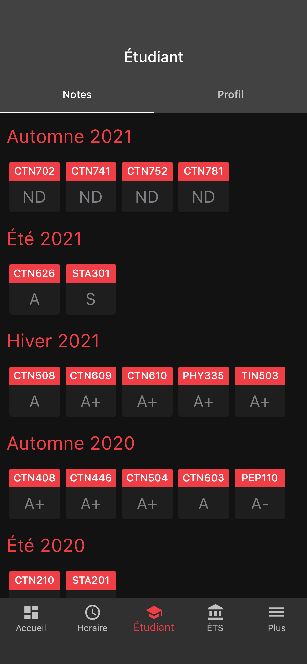 Étudiant
Notes Profil
Automne 2021
CTN702 CTN741 CTN752 CTN781
ND ND ND ND
Été 2021
CTN626 STA301
A S
Hiver 2021
CTN508 CTN609 CTN610 PHY335 TIN503
A A+ A+ A+ A+
Automne 2020
CTN408 CTN446 CTN504 CTN603 PEP110
A+ A+ A+ A A-
Été 2020
CTN210 STA201
Accueil Horaire Étudiant ÉTS Plus